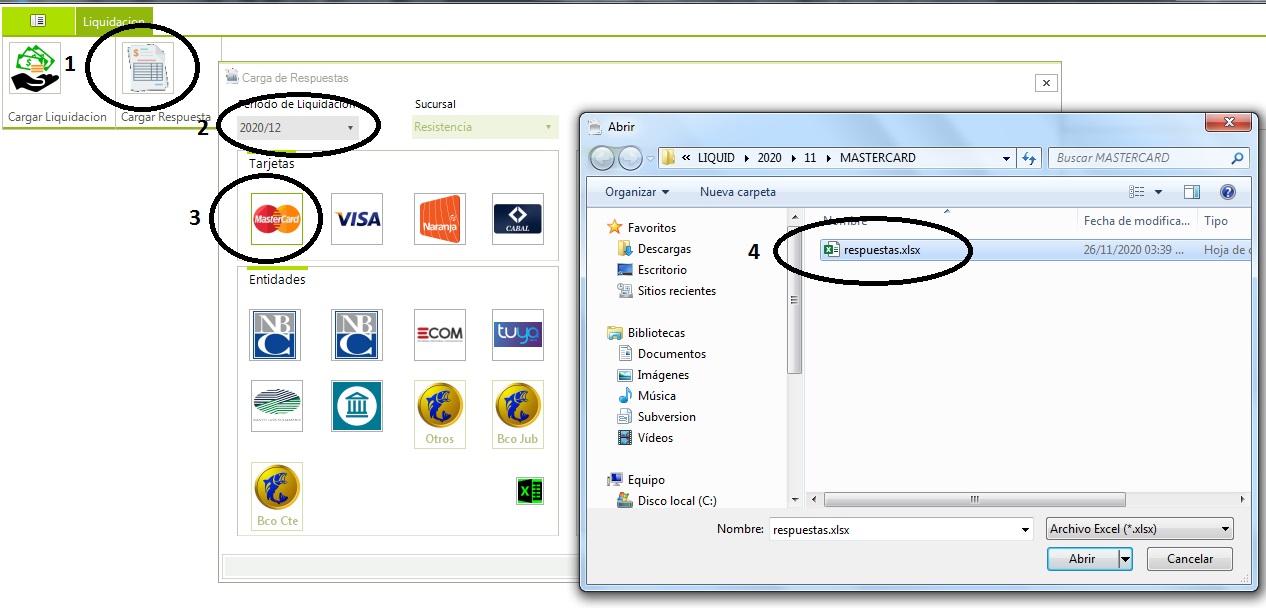 Liquidacion
1
Cargar Liquidacion
Cargar Respuesta
Carga de Respuestas
Periodo de Liquidacion
Sucursal
2
2020/12
Resistencia
Tarjetas
3
MasterCard
VISA
Naranja
CABAL
Entidades
NB
C
NB
C
ECOM
tuya
Otros
Bco Jub
Bco Cte
Abrir
« LIQUID
2020
11
MASTERCARD
Buscar MASTERCARD
Organizar
Nueva carpeta
Favoritos
Descargas
Escritorio
Sitios recientes
Bibliotecas
Documentos
Imágenes
Música
Subversion
Vídeos
Equipo
Disco local (C:)
Nombre
Fecha de modifica...
Tipo
4
respuestas.xlsx
26/11/2020 03:39 ...
Hoja de c
Nombre:
respuestas.xlsx
Archivo Excel (*.xlsx)
Abrir
Cancelar